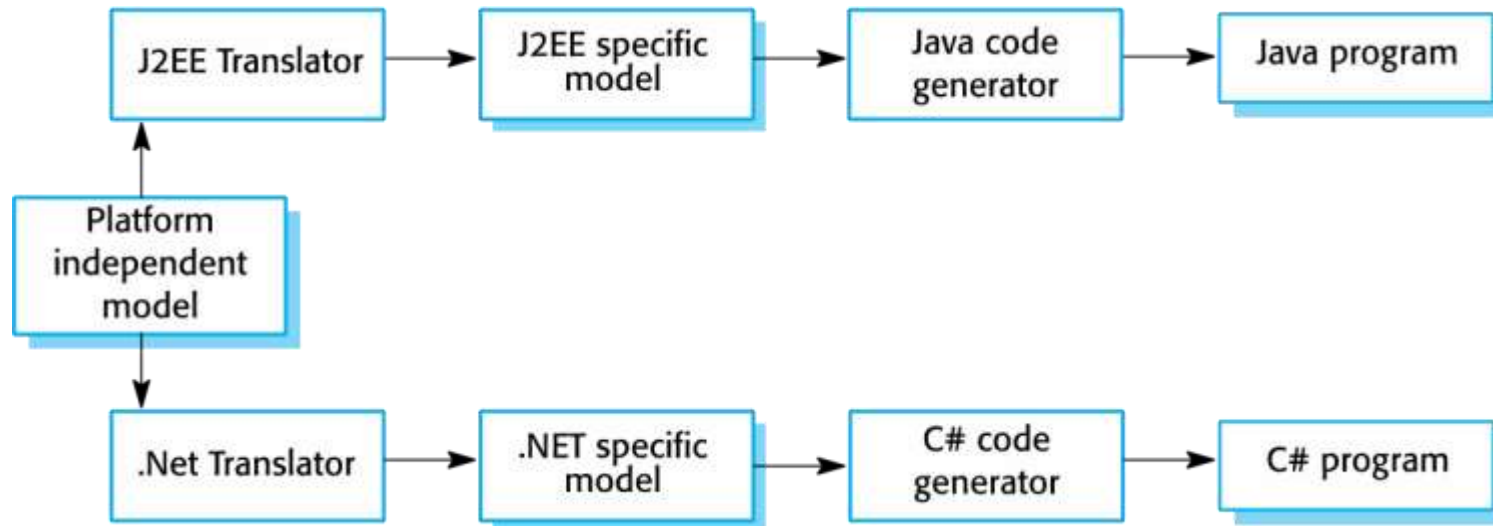 J2EE Translator
J2EE specific
model
Java code
generator
Java program
Platform
independent
model
.Net Translator
.NET specific
model
C# code
generator
C# program